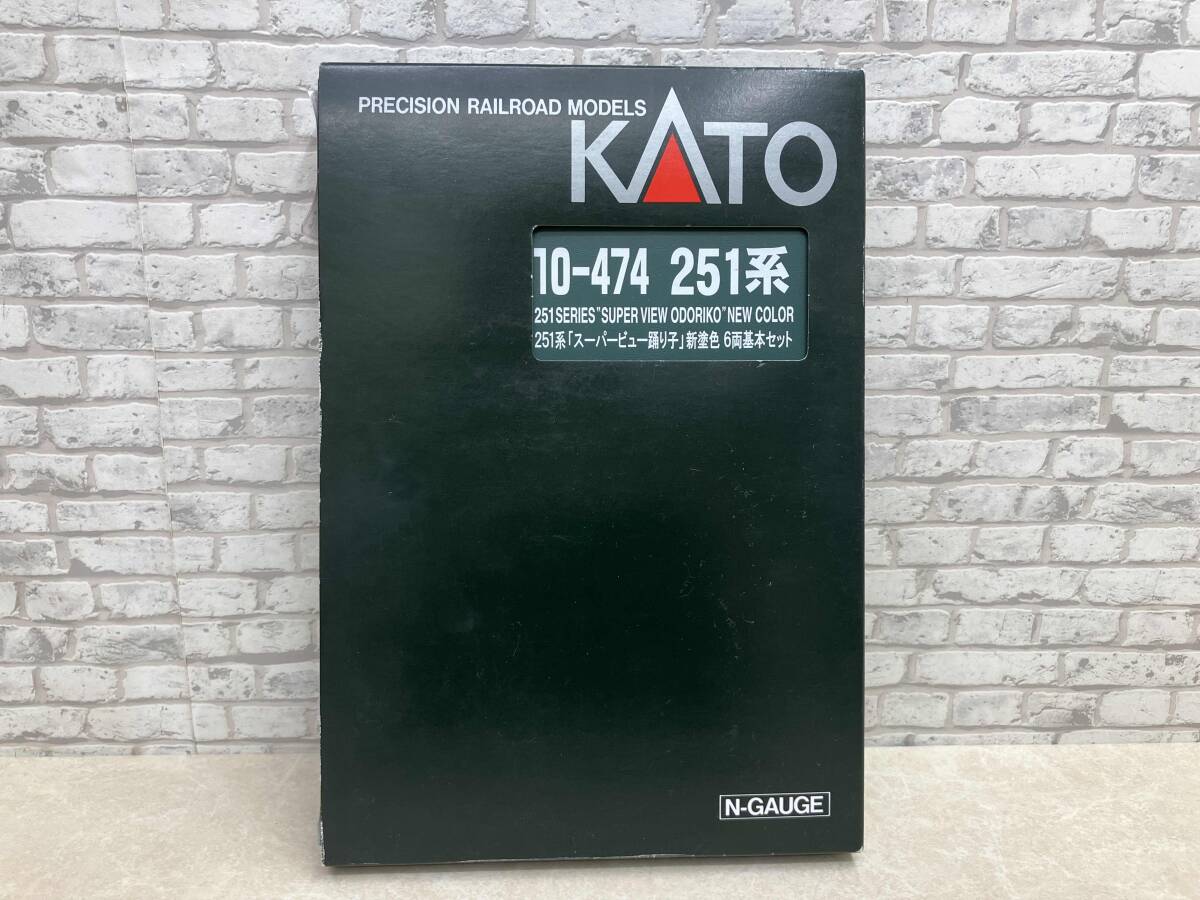 PRECISION RAILROAD MODELS
KATO
10-474 251系
251 SERIES"SUPER VIEW ODORIKO"NEW COLOR
251系「スーパービュー踊り子」新塗色 6両基本セット
N-GAUGE